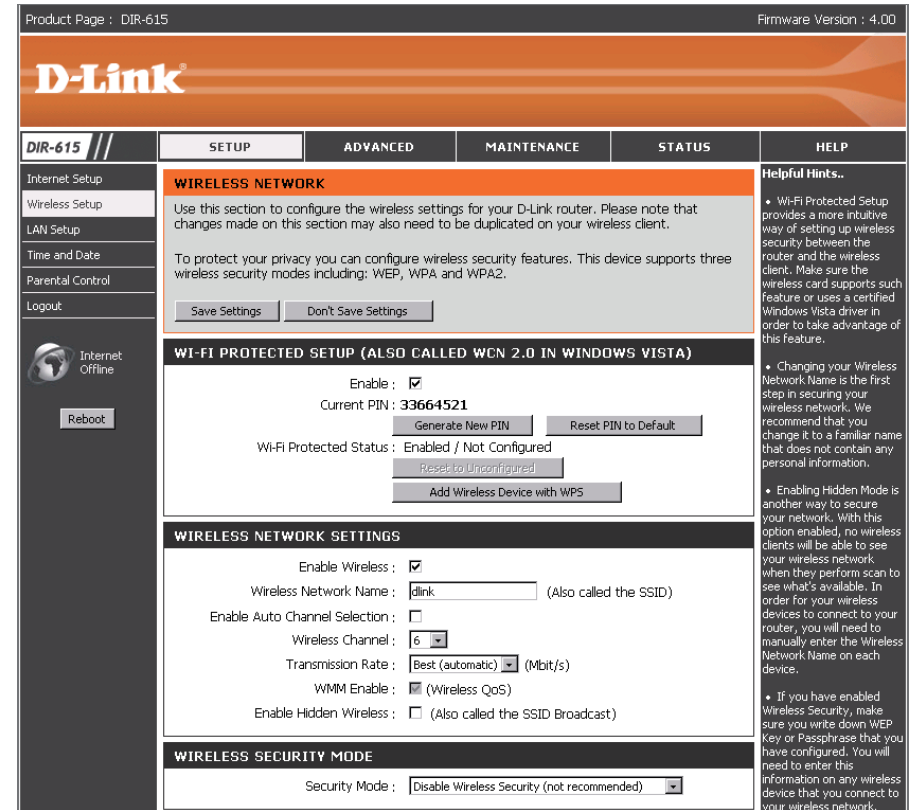 Product Page : DIR-615
Firmware Version : 4.00
D-Link®
DIR-615
SETUP
ADVANCED
MAINTENANCE
STATUS
HELP
Internet Setup
Wireless Setup
LAN Setup
Time and Date
Parental Control
Logout
Internet
Offline
Reboot
WIRELESS NETWORK
Use this section to configure the wireless settings for your D-Link router. Please note that
changes made on this section may also need to be duplicated on your wireless client.
To protect your privacy you can configure wireless security features. This device supports three
wireless security modes including: WEP, WPA and WPA2.
Save Settings
Don't Save Settings
WI-FI PROTECTED SETUP (ALSO CALLED WCN 2.0 IN WINDOWS VISTA)
Enable :
Current PIN : 33664521
Generate New PIN
Reset PIN to Default
Wi-Fi Protected Status : Enabled / Not Configured
Reset to Unconfigured
Add Wireless Device with WPS
WIRELESS NETWORK SETTINGS
Enable Wireless :
Wireless Network Name : dlink (Also called the SSID)
Enable Auto Channel Selection :
Wireless Channel : 6
Transmission Rate : Best (automatic) (Mbit/s)
WMM Enable : (Wireless QoS)
Enable Hidden Wireless : (Also called the SSID Broadcast)
WIRELESS SECURITY MODE
Security Mode : Disable Wireless Security (not recommended)
Helpful Hints..
• Wi-Fi Protected Setup
provides a more intuitive
way of setting up wireless
security between the
router and the wireless
client. Make sure the
wireless card supports such
feature or uses a certified
Windows Vista driver in
order to take advantage of
this feature.
• Changing your Wireless
Network Name is the first
step in securing your
wireless network. We
recommend that you
change it to a familiar name
that does not contain any
personal information.
• Enabling Hidden Mode is
another way to secure
your network. With this
option enabled, no wireless
clients will be able to see
your wireless network
when they perform scan to
see what's available. In
order for your wireless
devices to connect to your
router, you will need to
manually enter the Wireless
Network Name on each
device.
• If you have enabled
Wireless Security, make
sure you write down WEP
Key or Passphrase that you
have configured. You will
need to enter this
information on any wireless
device that you connect to
your wireless network.